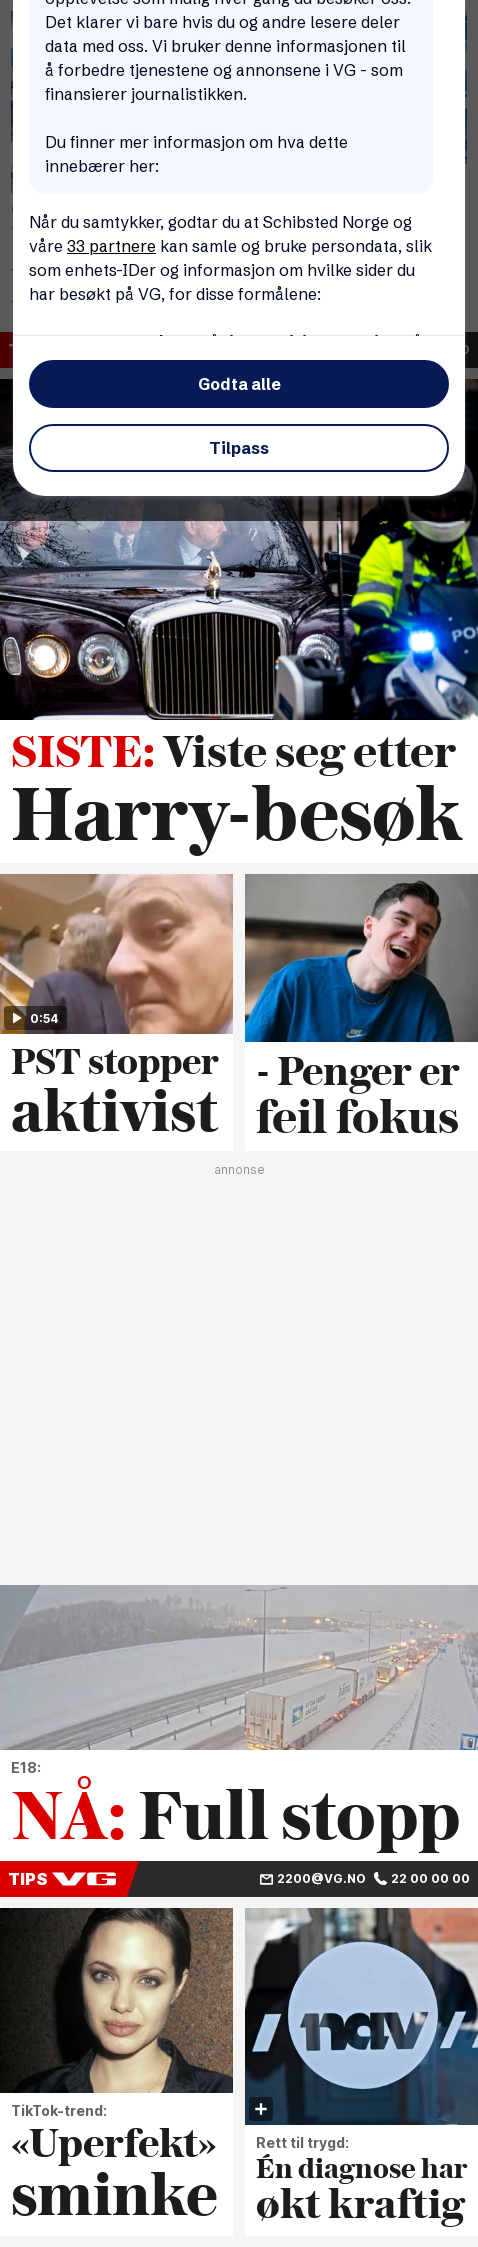 Det klarer vi bare hvis du og andre lesere deler
data med oss. Vi bruker denne informasjonen til
å forbedre tjenestene og annonsene i VG - som
finansierer journalistikken.
Du finner mer informasjon om hva dette
innebærer her:
Når du samtykker, godtar du at Schibsted Norge og
våre 33 partnere kan samle og bruke persondata, slik
som enhets-IDer og informasjon om hvilke sider du
har besøkt på VG, for disse formålene:
Godta alle
Tilpass
SISTE: Viste seg etter
Harry-besøk
0:54
PST stopper
aktivist
- Penger er
feil fokus
annonse
E18:
NÅ: Full stopp
TIPS VG 2200@VG.NO 22 00 00 00
nav
TikTok-trend:
«Uperfekt»
sminke
Rett til trygd:
Én diagnose har
økt kraftig